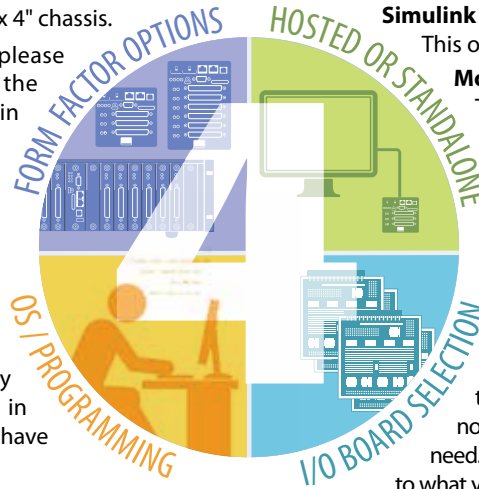 x 4" chassis.
please
the
in
y
in
have
FORM FACTOR OPTIONS
HOSTED OR STANDALONE
4
OS / PROGRAMMING
I/O BOARD SELECTION
Simulink
This o
Mo
T
t
no
need.
to what y